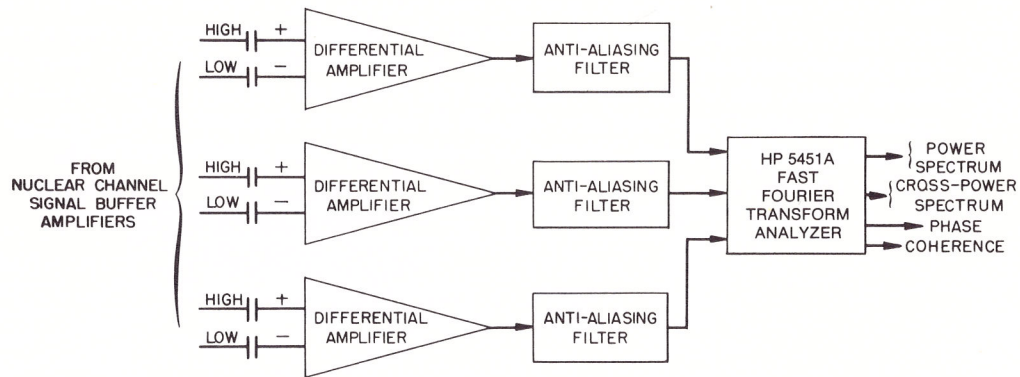 FROM
NUCLEAR CHANNEL
SIGNAL BUFFER
AMPLIFIERS
HIGH +
LOW −
DIFFERENTIAL
AMPLIFIER
ANTI-ALIASING
FILTER
HIGH +
LOW −
DIFFERENTIAL
AMPLIFIER
ANTI-ALIASING
FILTER
HIGH +
LOW −
DIFFERENTIAL
AMPLIFIER
ANTI-ALIASING
FILTER
HP 5451A
FAST
FOURIER
TRANSFORM
ANALYZER
POWER
SPECTRUM
CROSS-POWER
SPECTRUM
PHASE
COHERENCE